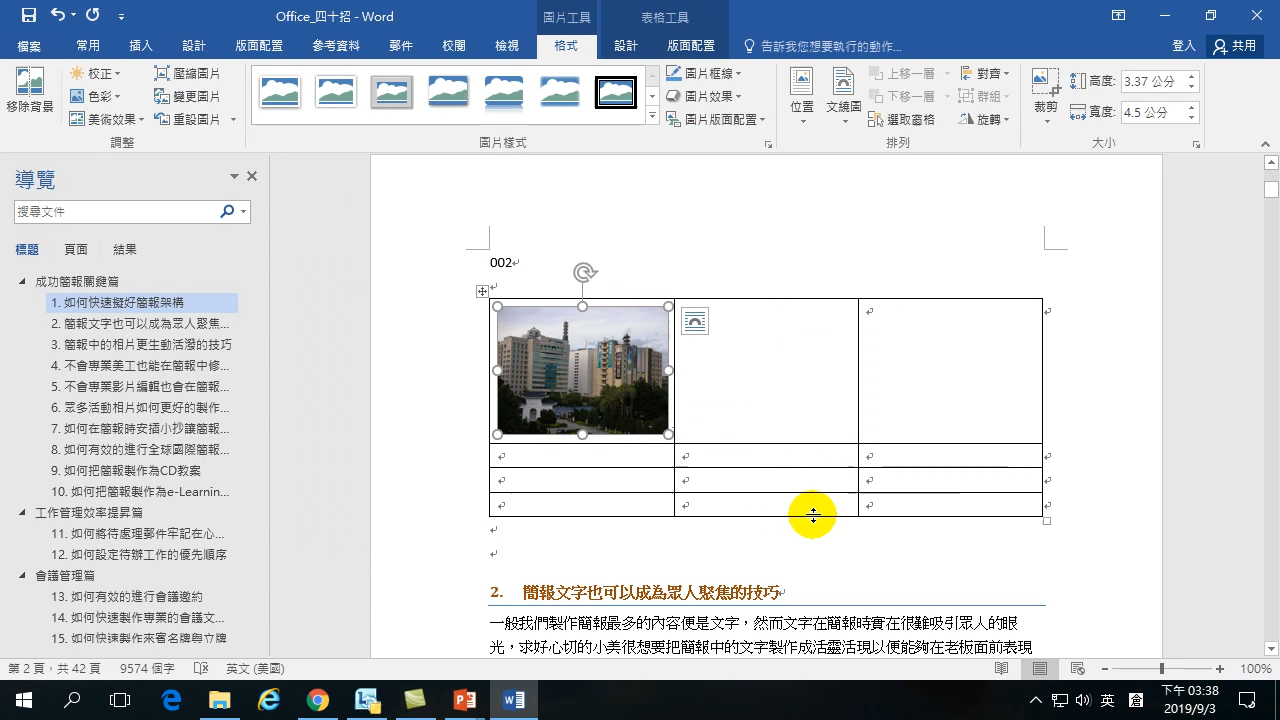 Office_四十招 - Word
圖片工具
表格工具
檔案
常用
插入
設計
版面配置
參考資料
郵件
校閱
檢視
格式
設計
版面配置
告訴我您想要執行的動作...
登入
共用
移除背景
校正
色彩
美術效果
壓縮圖片
變更圖片
重設圖片
調整
圖片框線
圖片效果
圖片版面配置
圖片樣式
位置
文繞圖
上移一層
下移一層
選取窗格
對齊
群組
旋轉
排列
裁剪
高度: 3.37 公分
寬度: 4.5 公分
大小
導覽
搜尋文件
標題
頁面
結果
成功簡報關鍵篇
1. 如何快速擬好簡報架構
2. 簡報文字也可以成為眾人聚焦...
3. 簡報中的相片更生動活潑的技巧
4. 不會專業美工也能在簡報中修...
5. 不會專業影片編輯也會在簡報...
6. 眾多活動相片如何更好的製作...
7. 如何在簡報時安插小抄讓簡報...
8. 如何有效的進行全球國際簡報...
9. 如何把簡報製作為CD教案
10. 如何把簡報製作為e-Learnin...
工作管理效率提昇篇
11. 如何將待處理郵件牢記在心...
12. 如何設定待辦工作的優先順序
會議管理篇
13. 如何有效的進行會議邀約
14. 如何快速製作專業的會議文...
15. 如何快速製作來賓名牌與立牌
002
2. 簡報文字也可以成為眾人聚焦的技巧
一般我們製作簡報最多的內容便是文字，然而文字在簡報時實在很難吸引眾人的眼
光，求好心切的小美很想要把簡報中的文字製作成活靈活現以便能夠在老板面前表現
第 2 頁，共 42 頁
9574 個字
英文 (美國)
100%
英
下午 03:38
2019/9/3